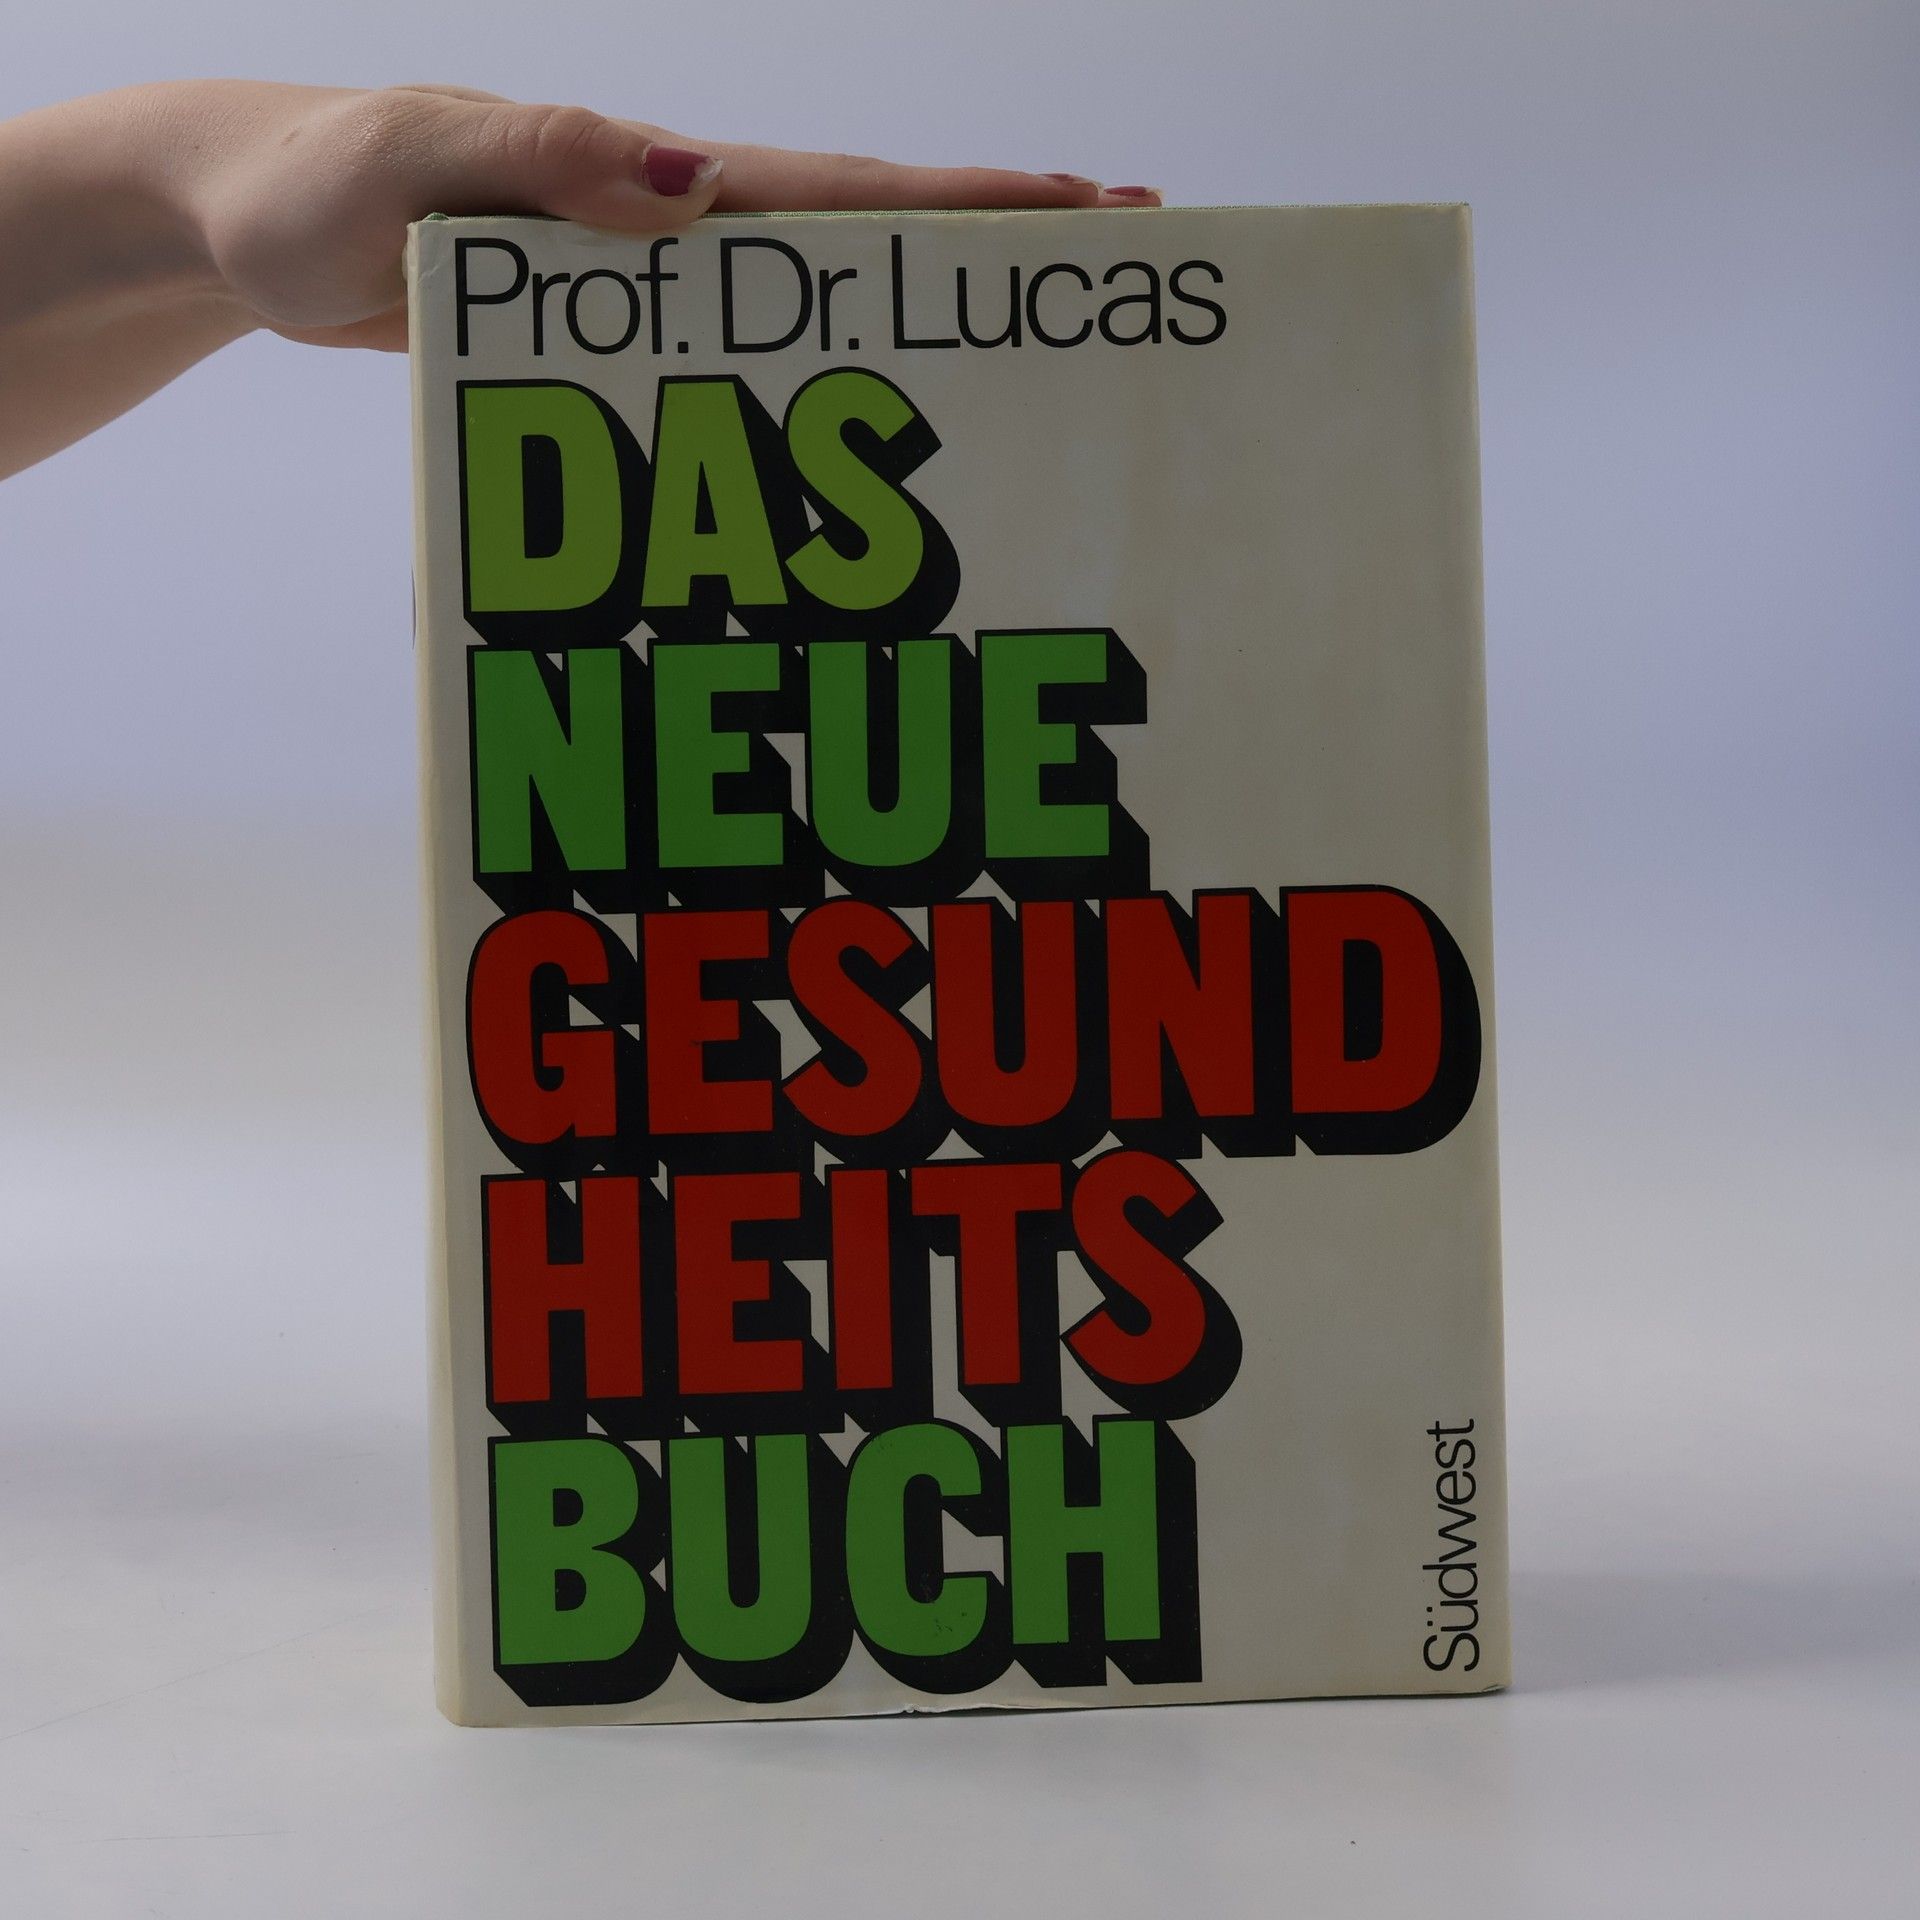 Prof. Dr. Lucas
DAS
NEUE
GESUND
HEITS
BUCH
Südwest